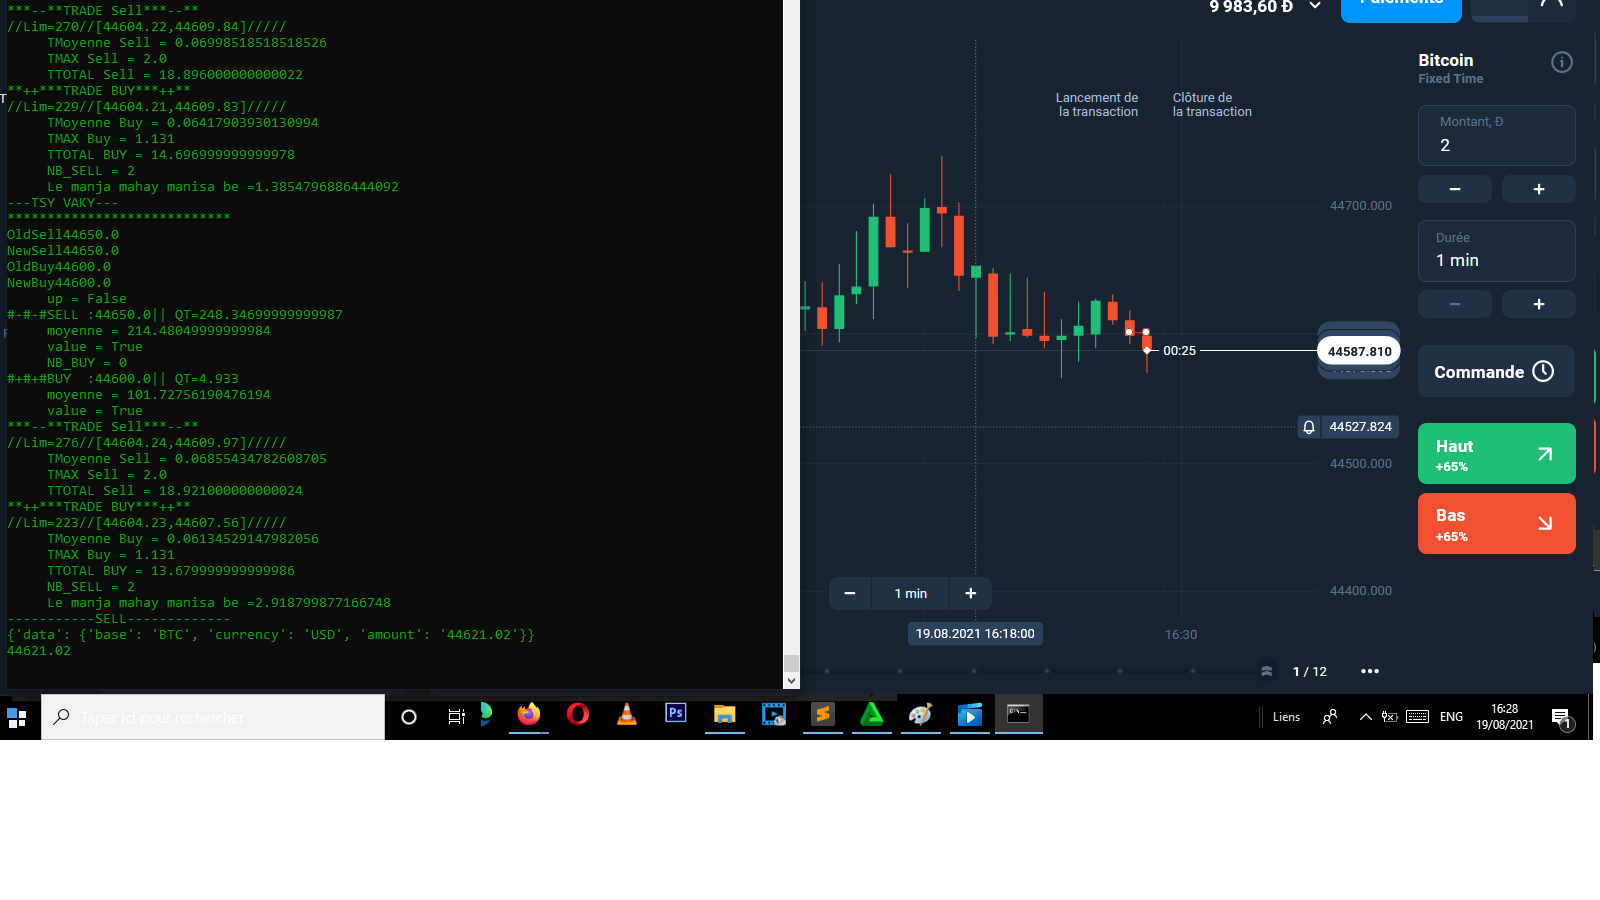 ***--**TRADE Sell***--**
//Lim=270//[44604.22,44609.84]/////
TMoyenne Sell = 0.06998518518518526
TMAX Sell = 2.0
TTOTAL Sell = 18.896000000000022
**++***TRADE BUY***++**
//Lim=229//[44604.21,44609.83]/////
TMoyenne Buy = 0.06417903930130994
TMAX Buy = 1.131
TTOTAL BUY = 14.696999999999978
NB_SELL = 2
Le manja mahay manisa be =1.3854796886444092
---TSY VAKY---
****************************
OldSell44650.0
NewSell44650.0
OldBuy44600.0
NewBuy44600.0
up = False
#-#-#SELL :44650.0|| QT=248.34699999999987
moyenne = 214.48049999999984
value = True
NB_BUY = 0
#+#+#BUY  :44600.0|| QT=4.933
moyenne = 101.72756190476194
value = True
***--**TRADE Sell***--**
//Lim=276//[44604.24,44609.97]/////
TMoyenne Sell = 0.06855434782608705
TMAX Sell = 2.0
TTOTAL Sell = 18.921000000000024
**++***TRADE BUY***++**
//Lim=223//[44604.23,44607.56]/////
TMoyenne Buy = 0.06134529147982056
TMAX Buy = 1.131
TTOTAL BUY = 13.679999999999986
NB_SELL = 2
Le manja mahay manisa be =2.918799877166748
-----------SELL-------------
{'data': {'base': 'BTC', 'currency': 'USD', 'amount': '44621.02'}}
44621.02
9 983,60 Đ
Paiements
Lancement de
la transaction
Clôture de
la transaction
44700.000
00:25
44587.810
44527.824
44500.000
44400.000
1 min
19.08.2021 16:18:00
16:30
1 / 12
Bitcoin
Fixed Time
Montant, Đ
2
Durée
1 min
Commande
Haut
+65%
Bas
+65%
Taper ici pour rechercher
Ps
Liens
ENG
16:28
19/08/2021
1